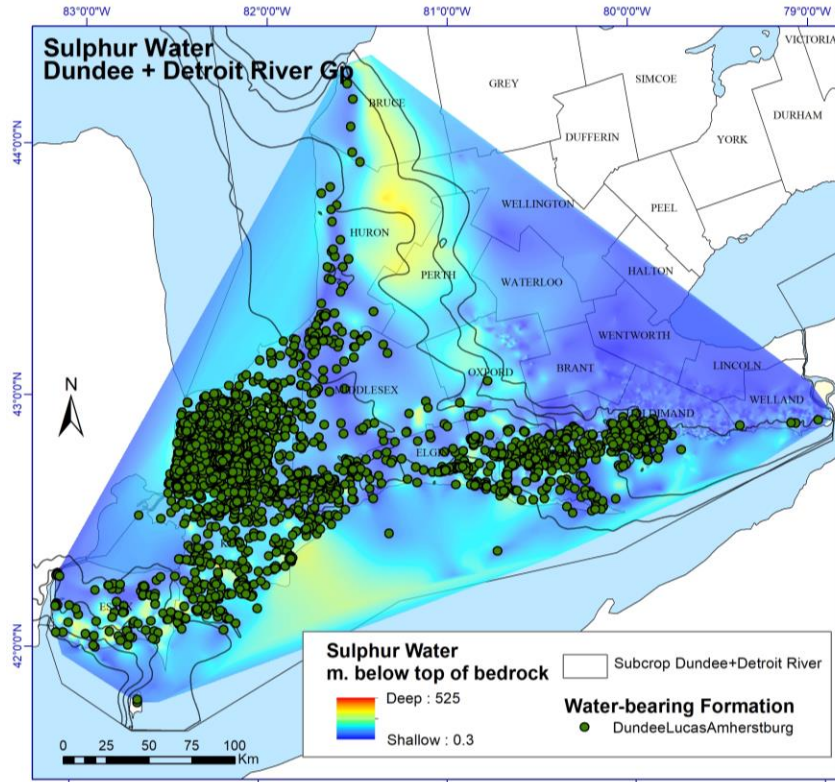 83°0'0"W 82°0'0"W 81°0'0"W 80°0'0"W 79°0'0"W
Sulphur Water
Dundee + Detroit River Gp
VICTORIA
BRUCE
GREY
SIMCOE
DURHAM
DUFFERIN
YORK
44°0'0"N
WELLINGTON
PEEL
HURON
PERTH
WATERLOO
HALTON
WENTWORTH
OXFORD
BRANT
LINCOLN
MIDDLESEX
WELLAND
43°0'0"N
N
42°0'0"N
Sulphur Water
m. below top of bedrock
Deep : 525
Shallow : 0.3
Subcrop Dundee+Detroit River
Water-bearing Formation
DundeeLucasAmherstburg
0 25 50 75 100
Km